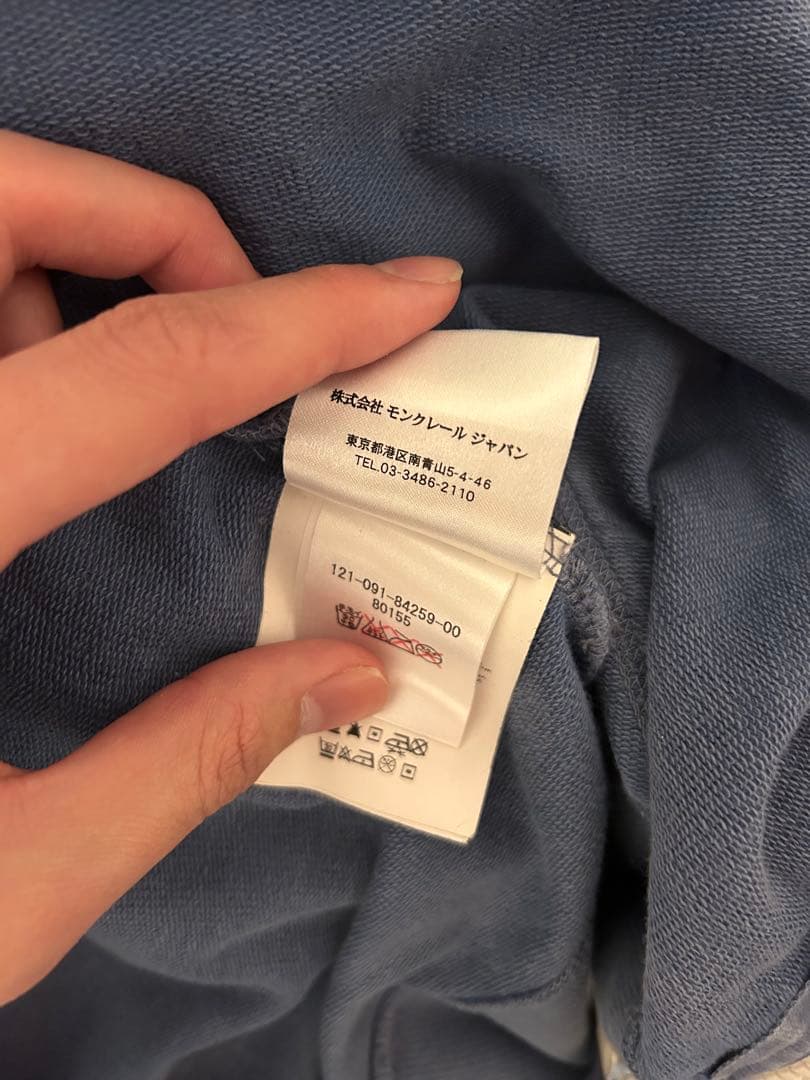 株式会社 モンクレール ジャパン
東京都港区南青山5-4-46
TEL.03-3486-2110
121-091-84259-00
80155